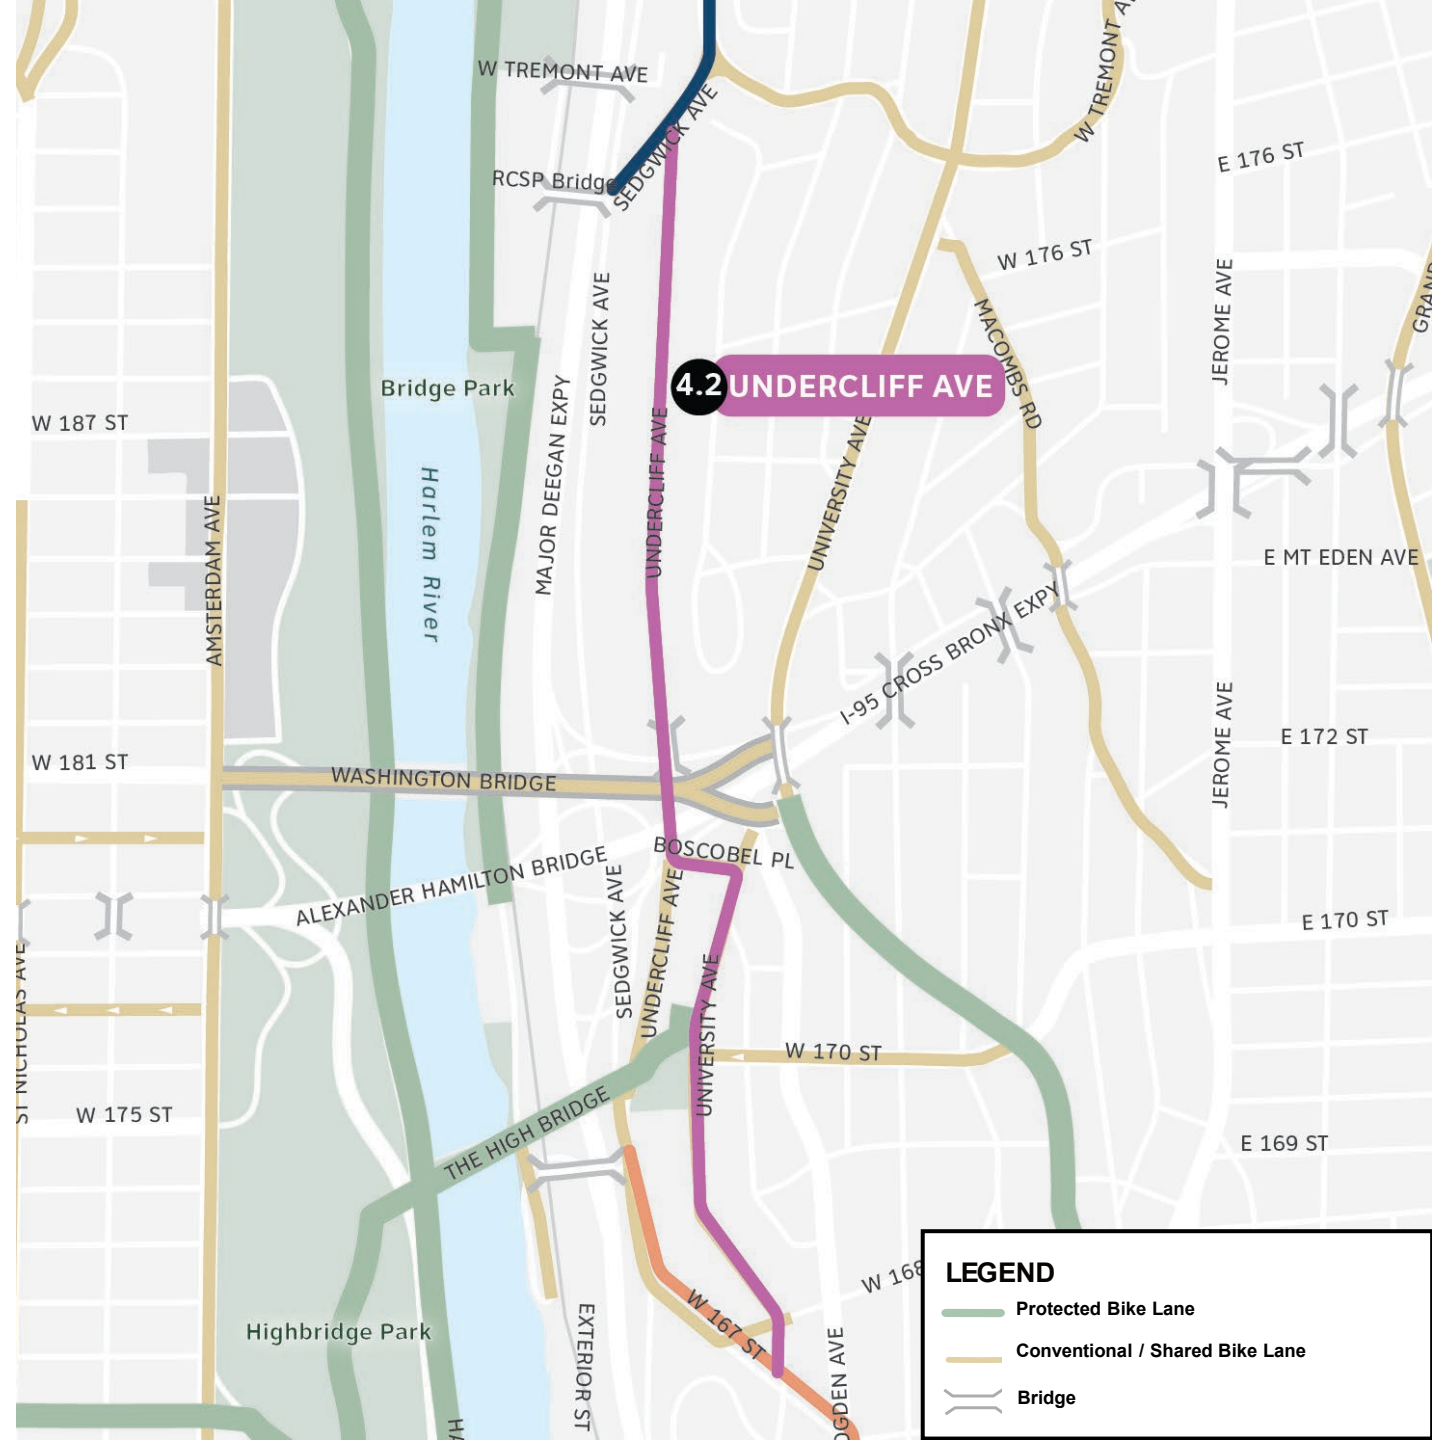 W TREMONT AVE
W TREMONT
SEDGWICK AVE
RCSP Bridge
E 176 ST
W 176 ST
SEDGWICK AVE
JEROME AVE
MACOMBS RD
Bridge Park
4.2 UNDERCLIFF AVE
W 187 ST
Harlem River
MAJOR DEEGAN EXPY
UNDERCLIFF AVE
UNIVERSITY AVE
AMSTERDAM AVE
E MT EDEN AVE
I-95 CROSS BRONX EXPY
JEROME AVE
E 172 ST
W 181 ST
WASHINGTON BRIDGE
BOSCOBEL PL
ALEXANDER HAMILTON BRIDGE
SEDGWICK AVE
UNDERCLIFF AVE
UNIVERSITY AVE
E 170 ST
ST NICHOLAS AVE
W 170 ST
W 175 ST
THE HIGH BRIDGE
E 169 ST
W 168
W 167 ST
Highbridge Park
EXTERIOR ST
OGDEN AVE
LEGEND
Protected Bike Lane
Conventional / Shared Bike Lane
Bridge